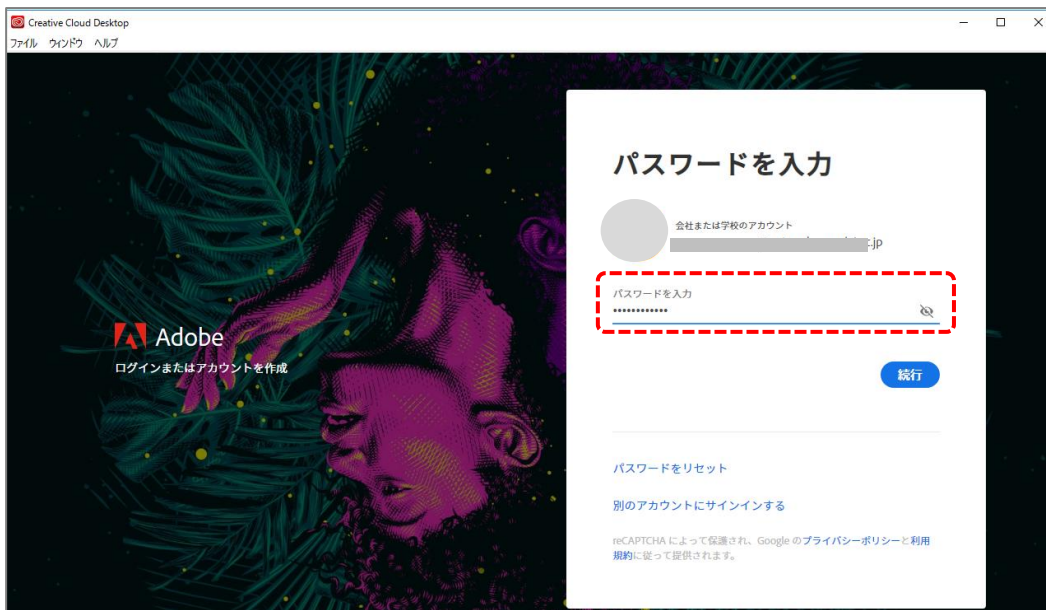 Creative Cloud Desktop
ファイル ウィンドウ ヘルプ
Adobe
ログインまたはアカウントを作成
パスワードを入力
会社または学校のアカウント
.jp
パスワードを入力
••••••••••••
続行
パスワードをリセット
別のアカウントにサインインする
reCAPTCHA によって保護され、Google のプライバシーポリシーと利用
規約に従って提供されます。